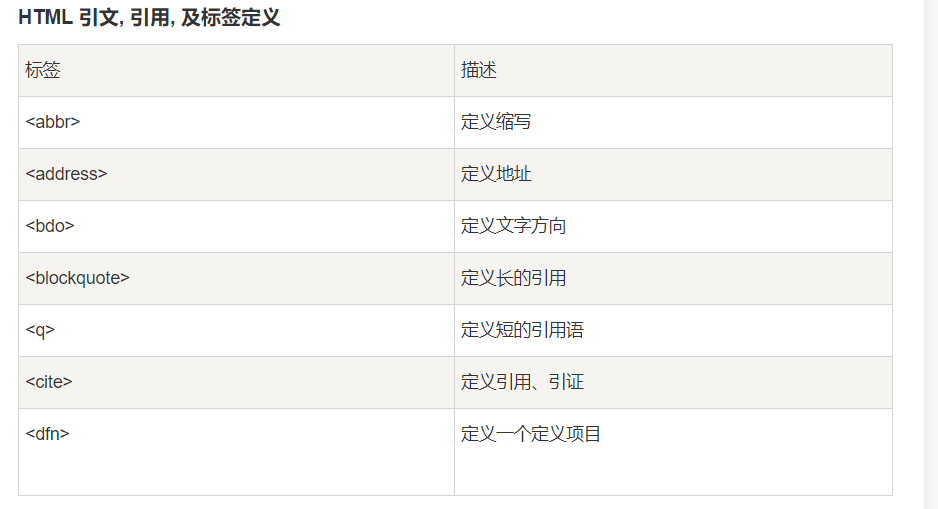 HTML 引文, 引用, 及标签定义
标签 描述
<abbr> 定义缩写
<address> 定义地址
<bdo> 定义文字方向
<blockquote> 定义长的引用
<q> 定义短的引用语
<cite> 定义引用、引证
<dfn> 定义一个定义项目